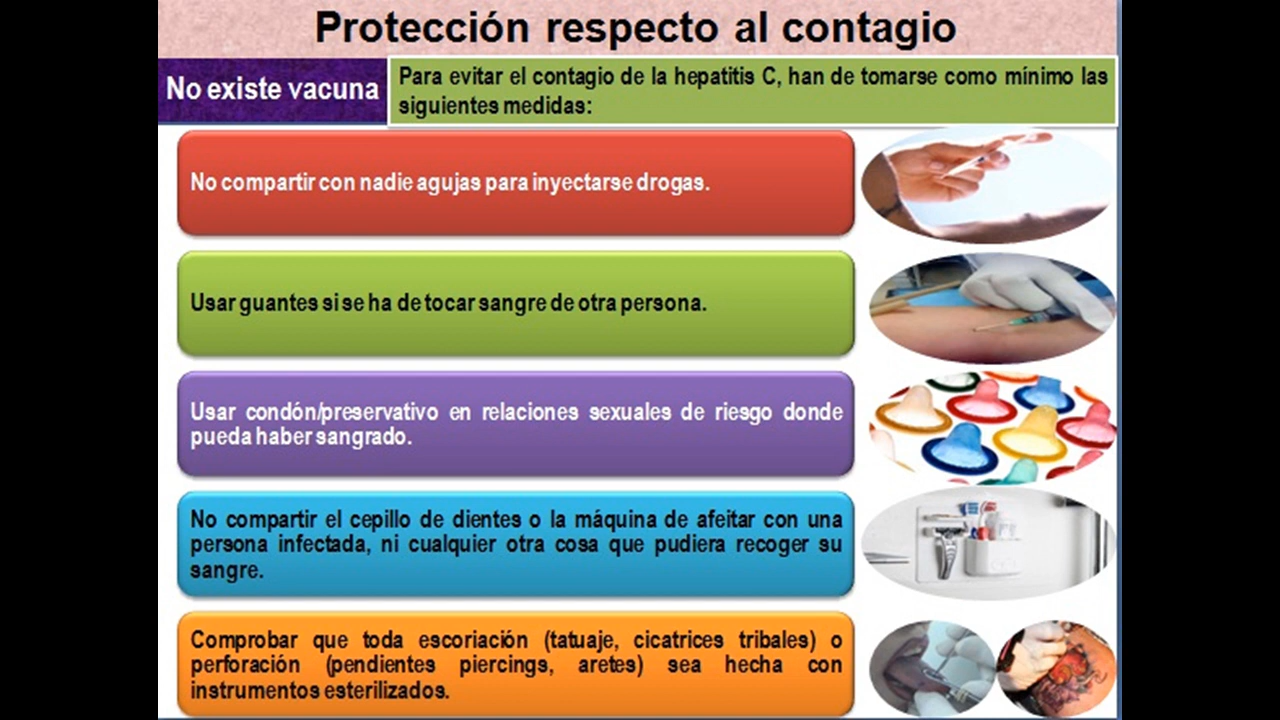 Protección respecto al contagio
No existe vacuna
Para evitar el contagio de la hepatitis C, han de tomarse como mínimo las
siguientes medidas:
No compartir con nadie agujas para inyectarse drogas.
Usar guantes si se ha de tocar sangre de otra persona.
Usar condón/preservativo en relaciones sexuales de riesgo donde
pueda haber sangrado.
No compartir el cepillo de dientes o la máquina de afeitar con una
persona infectada, ni cualquier otra cosa que pudiera recoger su
sangre.
Comprobar que toda escoriación (tatuaje, cicatrices tribales) o
perforación (pendientes piercings, aretes) sea hecha con
instrumentos esterilizados.